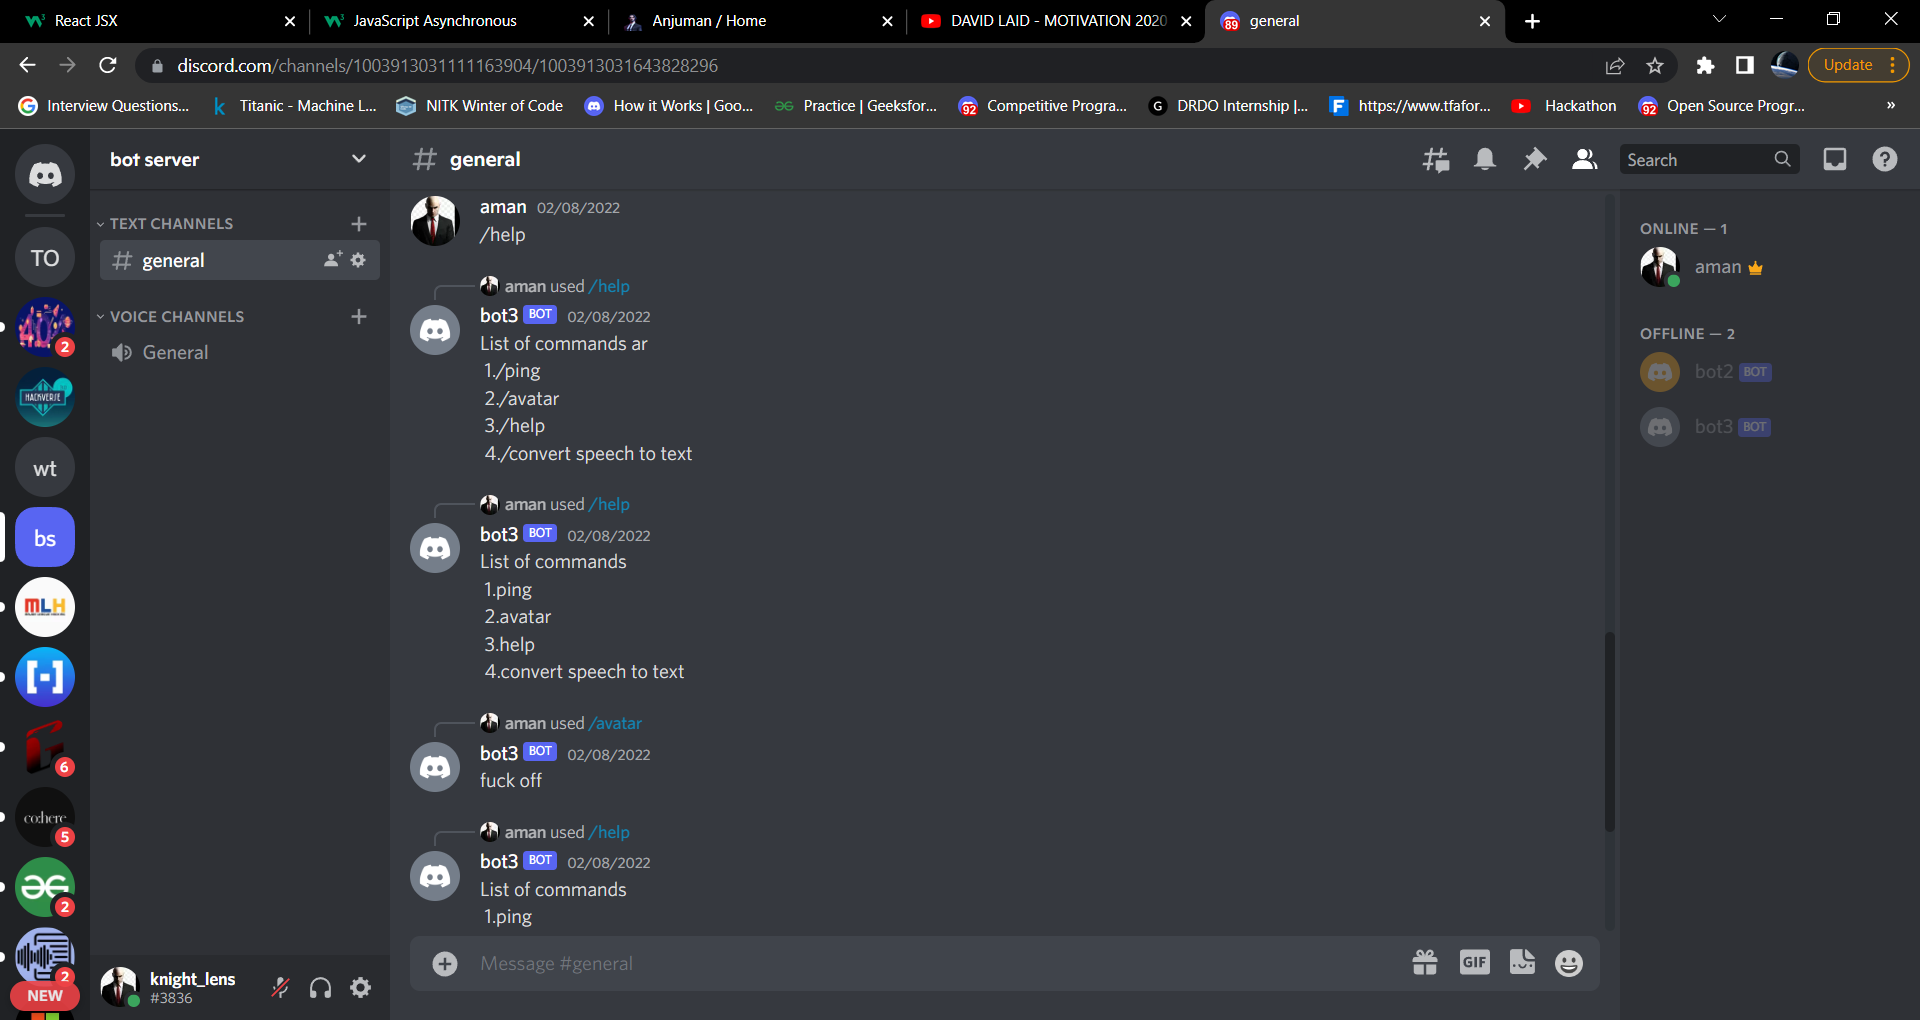 React JSX
JavaScript Asynchronous
Anjuman / Home
DAVID LAID - MOTIVATION 2020
89
general
discord.com/channels/1003913031111163904/1003913031643828296
Update
Interview Questions...
k Titanic - Machine L...
NITK Winter of Code
How it Works | Goo...
Practice | Geeksfor...
92 Competitive Progra...
G DRDO Internship |...
F https://www.tfafor...
Hackathon
92 Open Source Progr...
»
bot server
general
Search
TO
2
HACKVERSE
wt
bs
MLH
6
co:here
5
2
2
NEW
TEXT CHANNELS
general
VOICE CHANNELS
General
knight_lens
#3836
aman 02/08/2022
/help
aman used /help
bot3 BOT 02/08/2022
List of commands ar
1./ping
2./avatar
3./help
4./convert speech to text
aman used /help
bot3 BOT 02/08/2022
List of commands
1.ping
2.avatar
3.help
4.convert speech to text
aman used /avatar
bot3 BOT 02/08/2022
fuck off
aman used /help
bot3 BOT 02/08/2022
List of commands
1.ping
Message #general
GIF
ONLINE — 1
aman
OFFLINE — 2
bot2 BOT
bot3 BOT